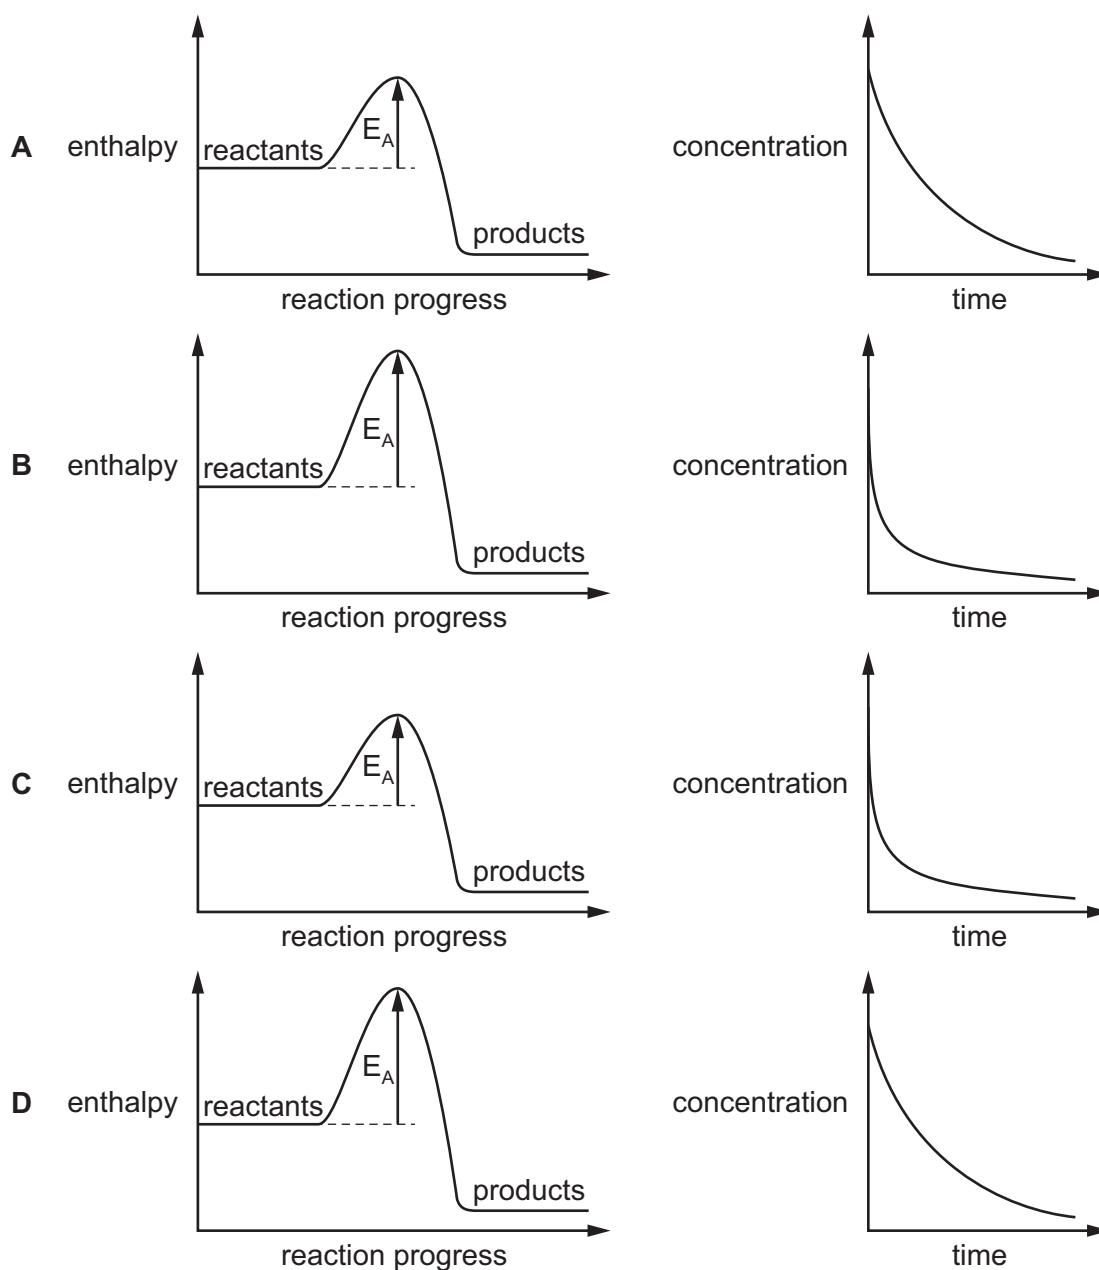 A enthalpy reactants E_A products reaction progress concentration time
B enthalpy reactants E_A products reaction progress concentration time
C enthalpy reactants E_A products reaction progress concentration time
D enthalpy reactants E_A products reaction progress concentration time